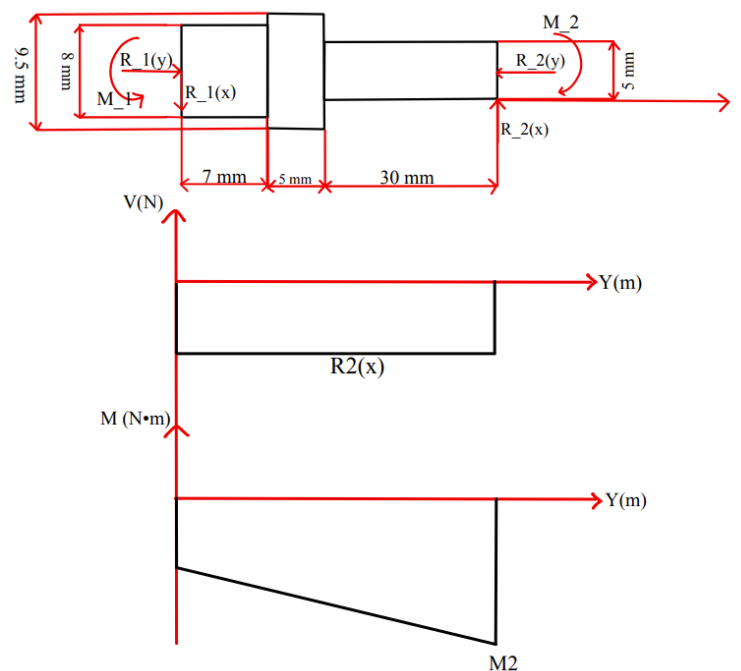 M_2
9.5 mm
8 mm
R_1(y)
R_2(y)
5 mm
M_1
R_1(x)
R_2(x)
7 mm
5 mm
30 mm
V(N)
Y(m)
R2(x)
M (N•m)
Y(m)
M2